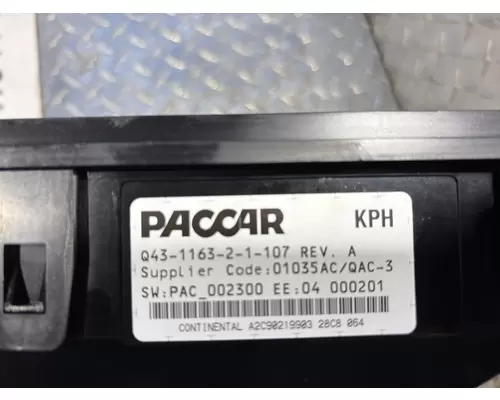 PACCAR KPH
Q43-1163-2-1-107 REV. A
Supplier Code:01035AC/QAC-3
SW:PAC_002300 EE:04 000201
CONTINENTAL A2C90219903 28C8 064